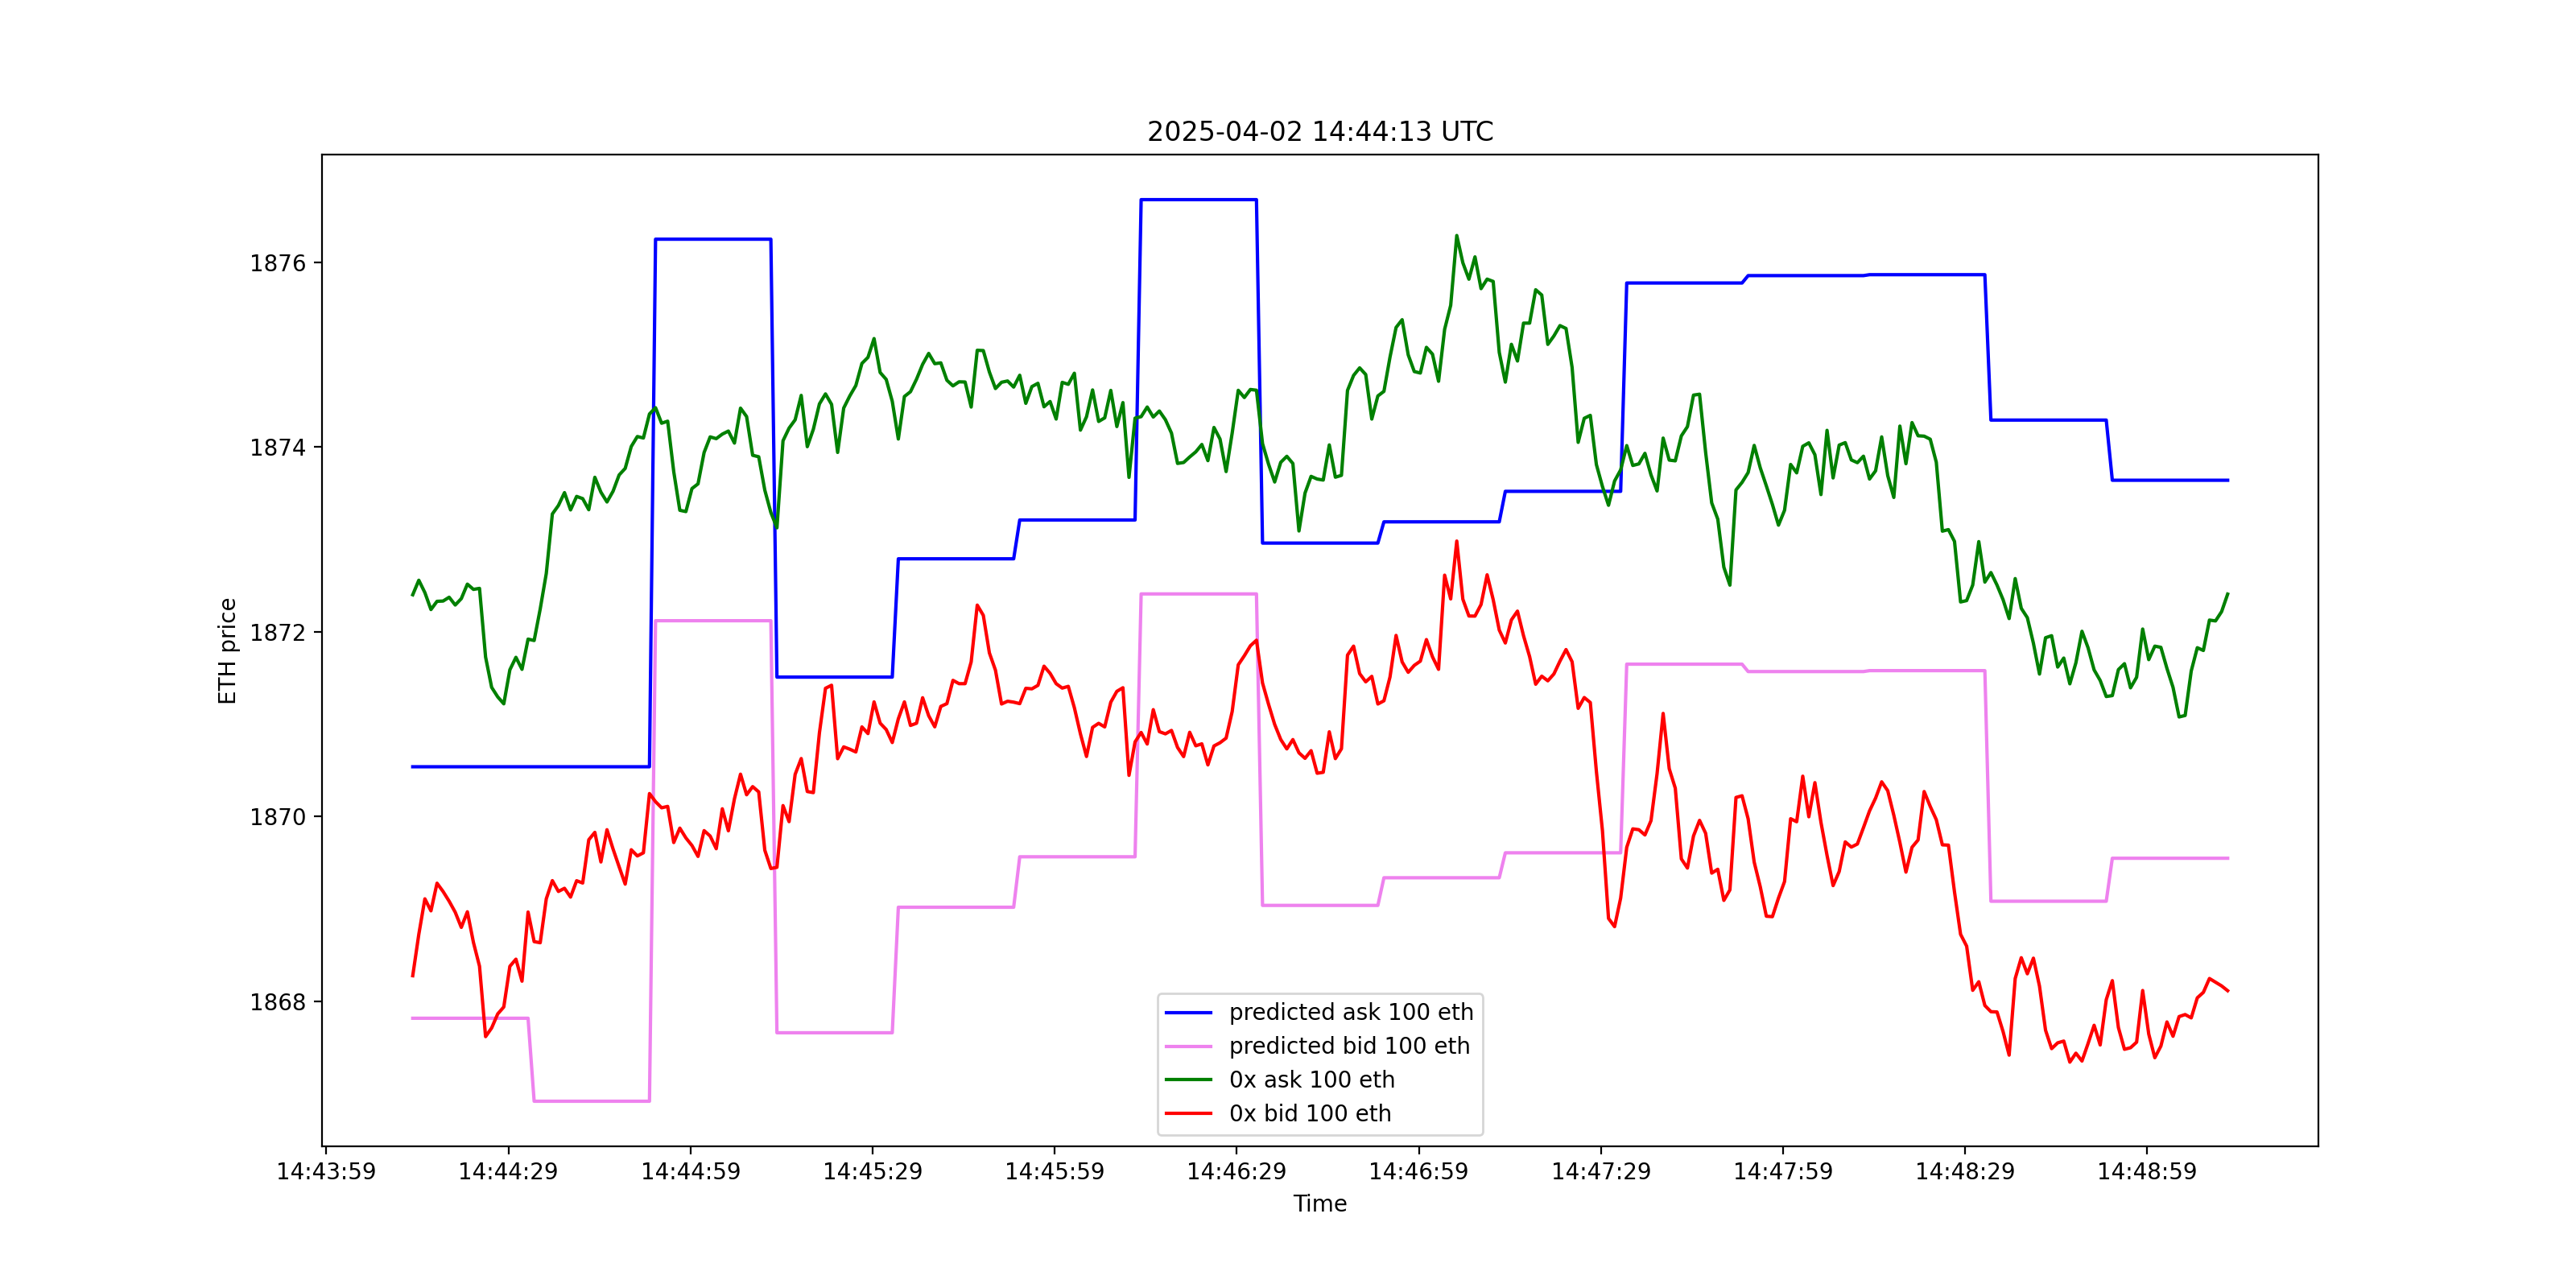 2025-04-02 14:44:13 UTC
1876
1874
1872
1870
1868
ETH price
predicted ask 100 eth
predicted bid 100 eth
0x ask 100 eth
0x bid 100 eth
14:43:59 14:44:29 14:44:59 14:45:29 14:45:59 14:46:29 14:46:59 14:47:29 14:47:59 14:48:29 14:48:59
Time